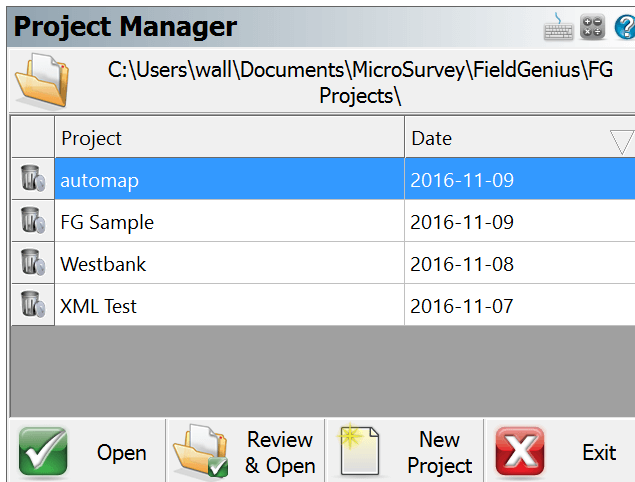 Project Manager
C:\Users\wall\Documents\MicroSurvey\FieldGenius\FG
Projects\
Project Date
automap 2016-11-09
FG Sample 2016-11-09
Westbank 2016-11-08
XML Test 2016-11-07
Open
Review
& Open
New
Project
Exit